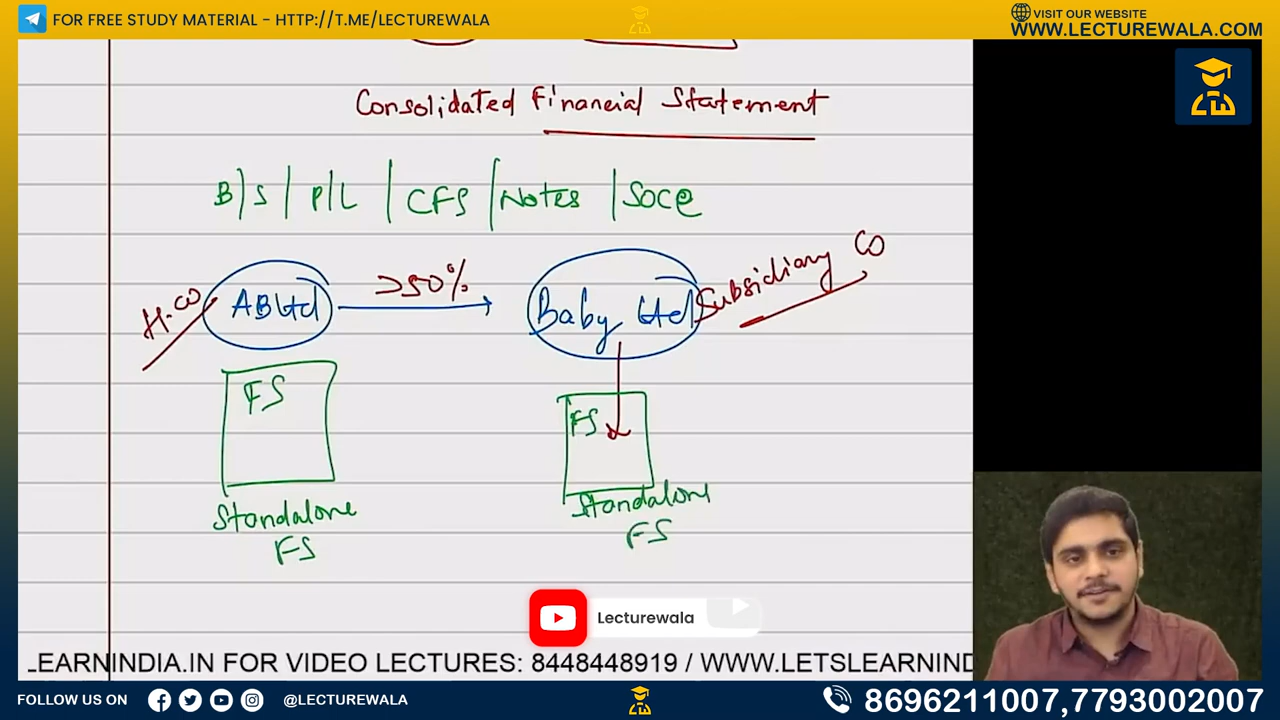 FOR FREE STUDY MATERIAL - HTTP://T.ME/LECTUREWALA
VISIT OUR WEBSITE
WWW.LECTUREWALA.COM
Consolidated Financial Statement
B/S | P/L | CFS | Notes | SOCE
H.CO ABLtd >50% Baby Ltd Subsidiary CO
FS
FS
Standalone FS
Standalone FS
Lecturewala
LEARNINDIA.IN FOR VIDEO LECTURES: 8448448919 / WWW.LETSLEARNIND
FOLLOW US ON @LECTUREWALA 8696211007,7793002007